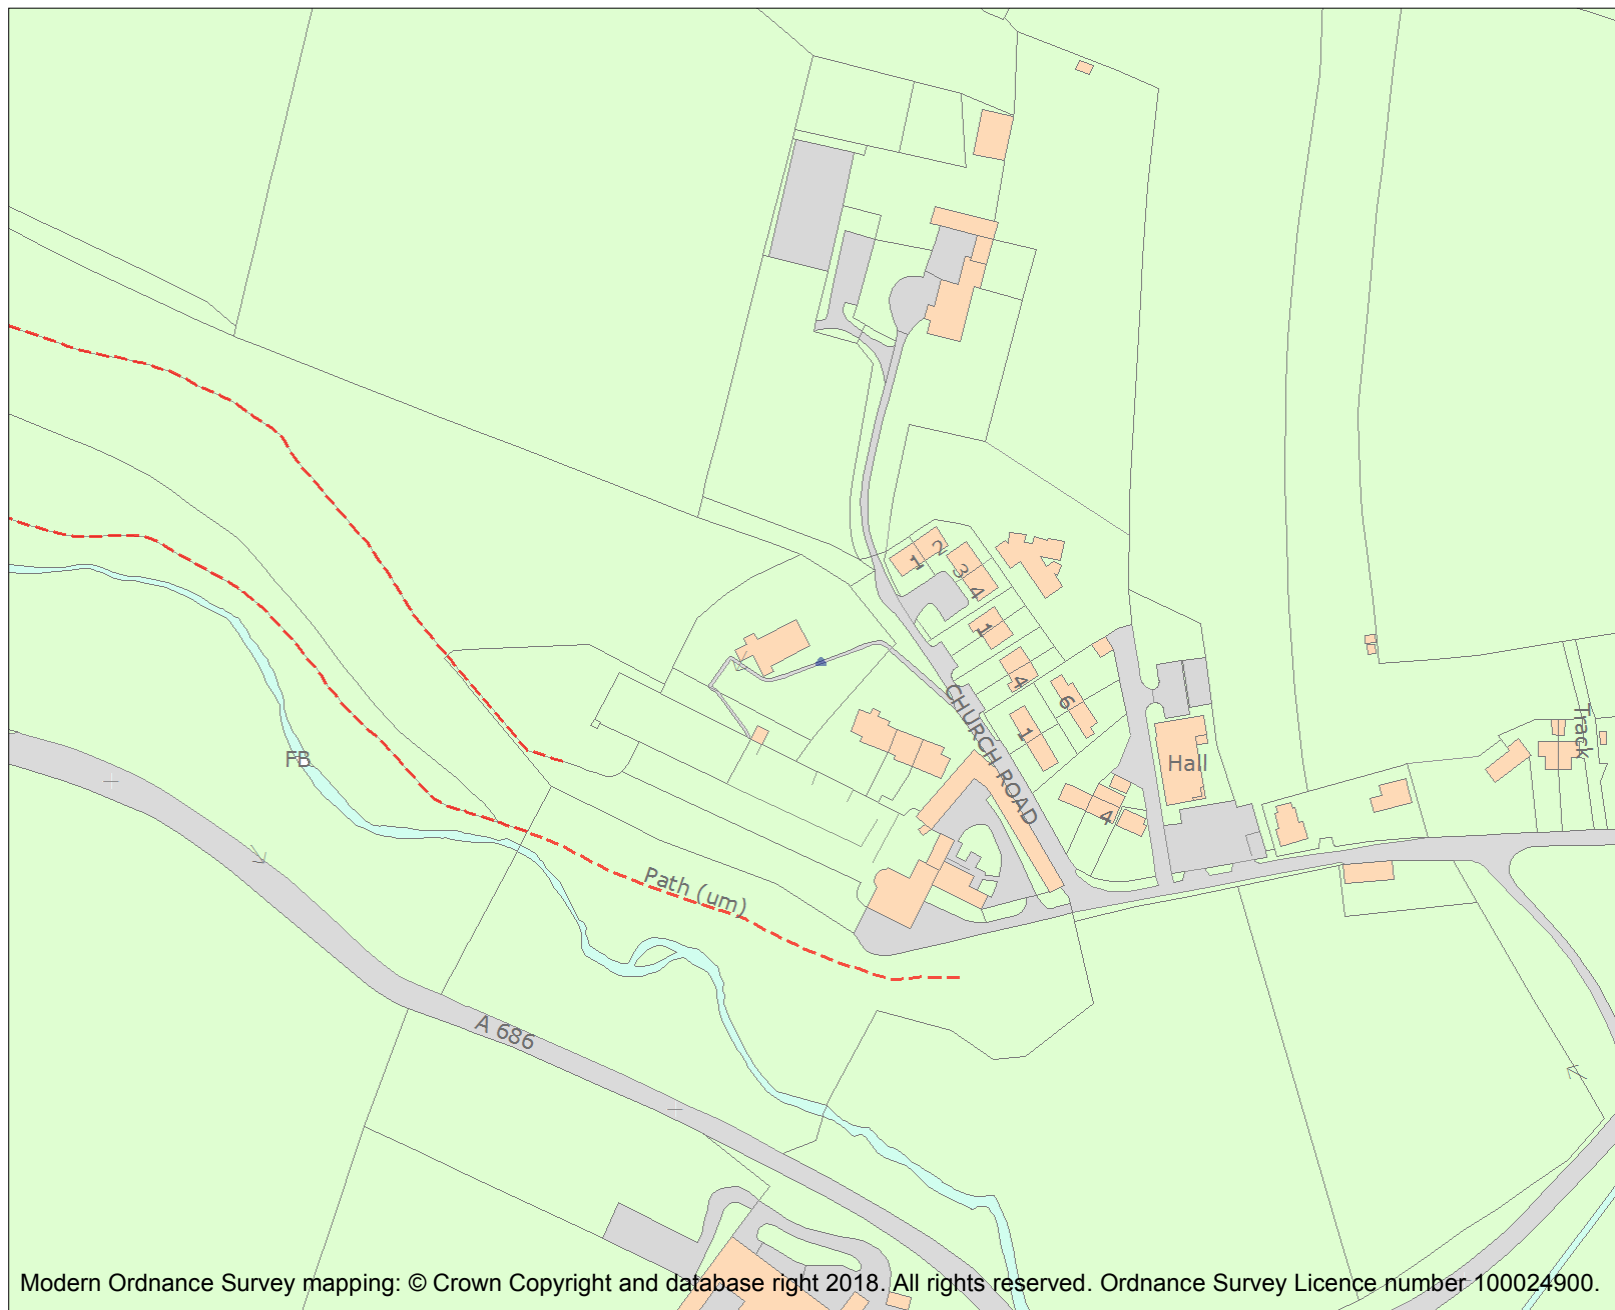 1
2
3
4
1
4
6
1
CHURCH ROAD
Track
FB
Hall
4
Path (um)
A 686
Modern Ordnance Survey mapping: © Crown Copyright and database right 2018. All rights reserved. Ordnance Survey Licence number 100024900.